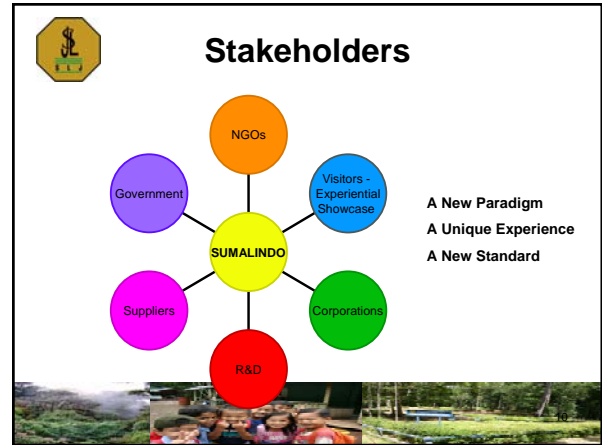 Stakeholders
NGOs
Visitors -
Experiential
Showcase
Government
SUMALINDO
A New Paradigm
A Unique Experience
A New Standard
Suppliers
Corporations
R&D